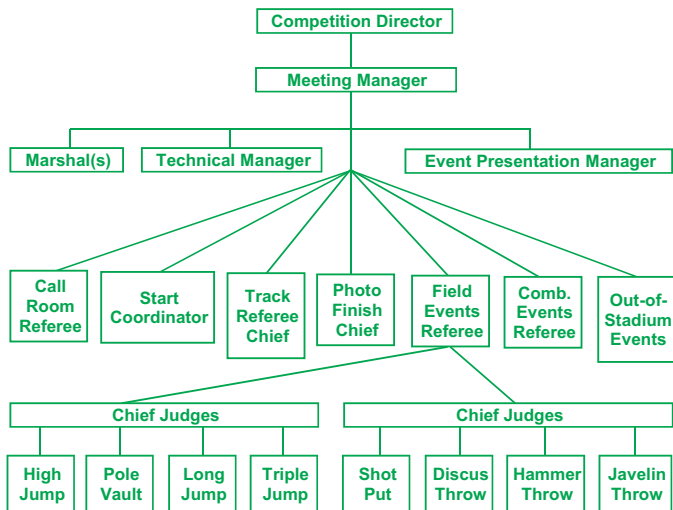 Competition Director
Meeting Manager
Marshal(s)
Technical Manager
Event Presentation Manager
Call
Room
Referee
Start
Coordinator
Track
Referee
Chief
Photo
Finish
Chief
Field
Events
Referee
Comb.
Events
Referee
Out-of-
Stadium
Events
Chief Judges
Chief Judges
High
Jump
Pole
Vault
Long
Jump
Triple
Jump
Shot
Put
Discus
Throw
Hammer
Throw
Javelin
Throw